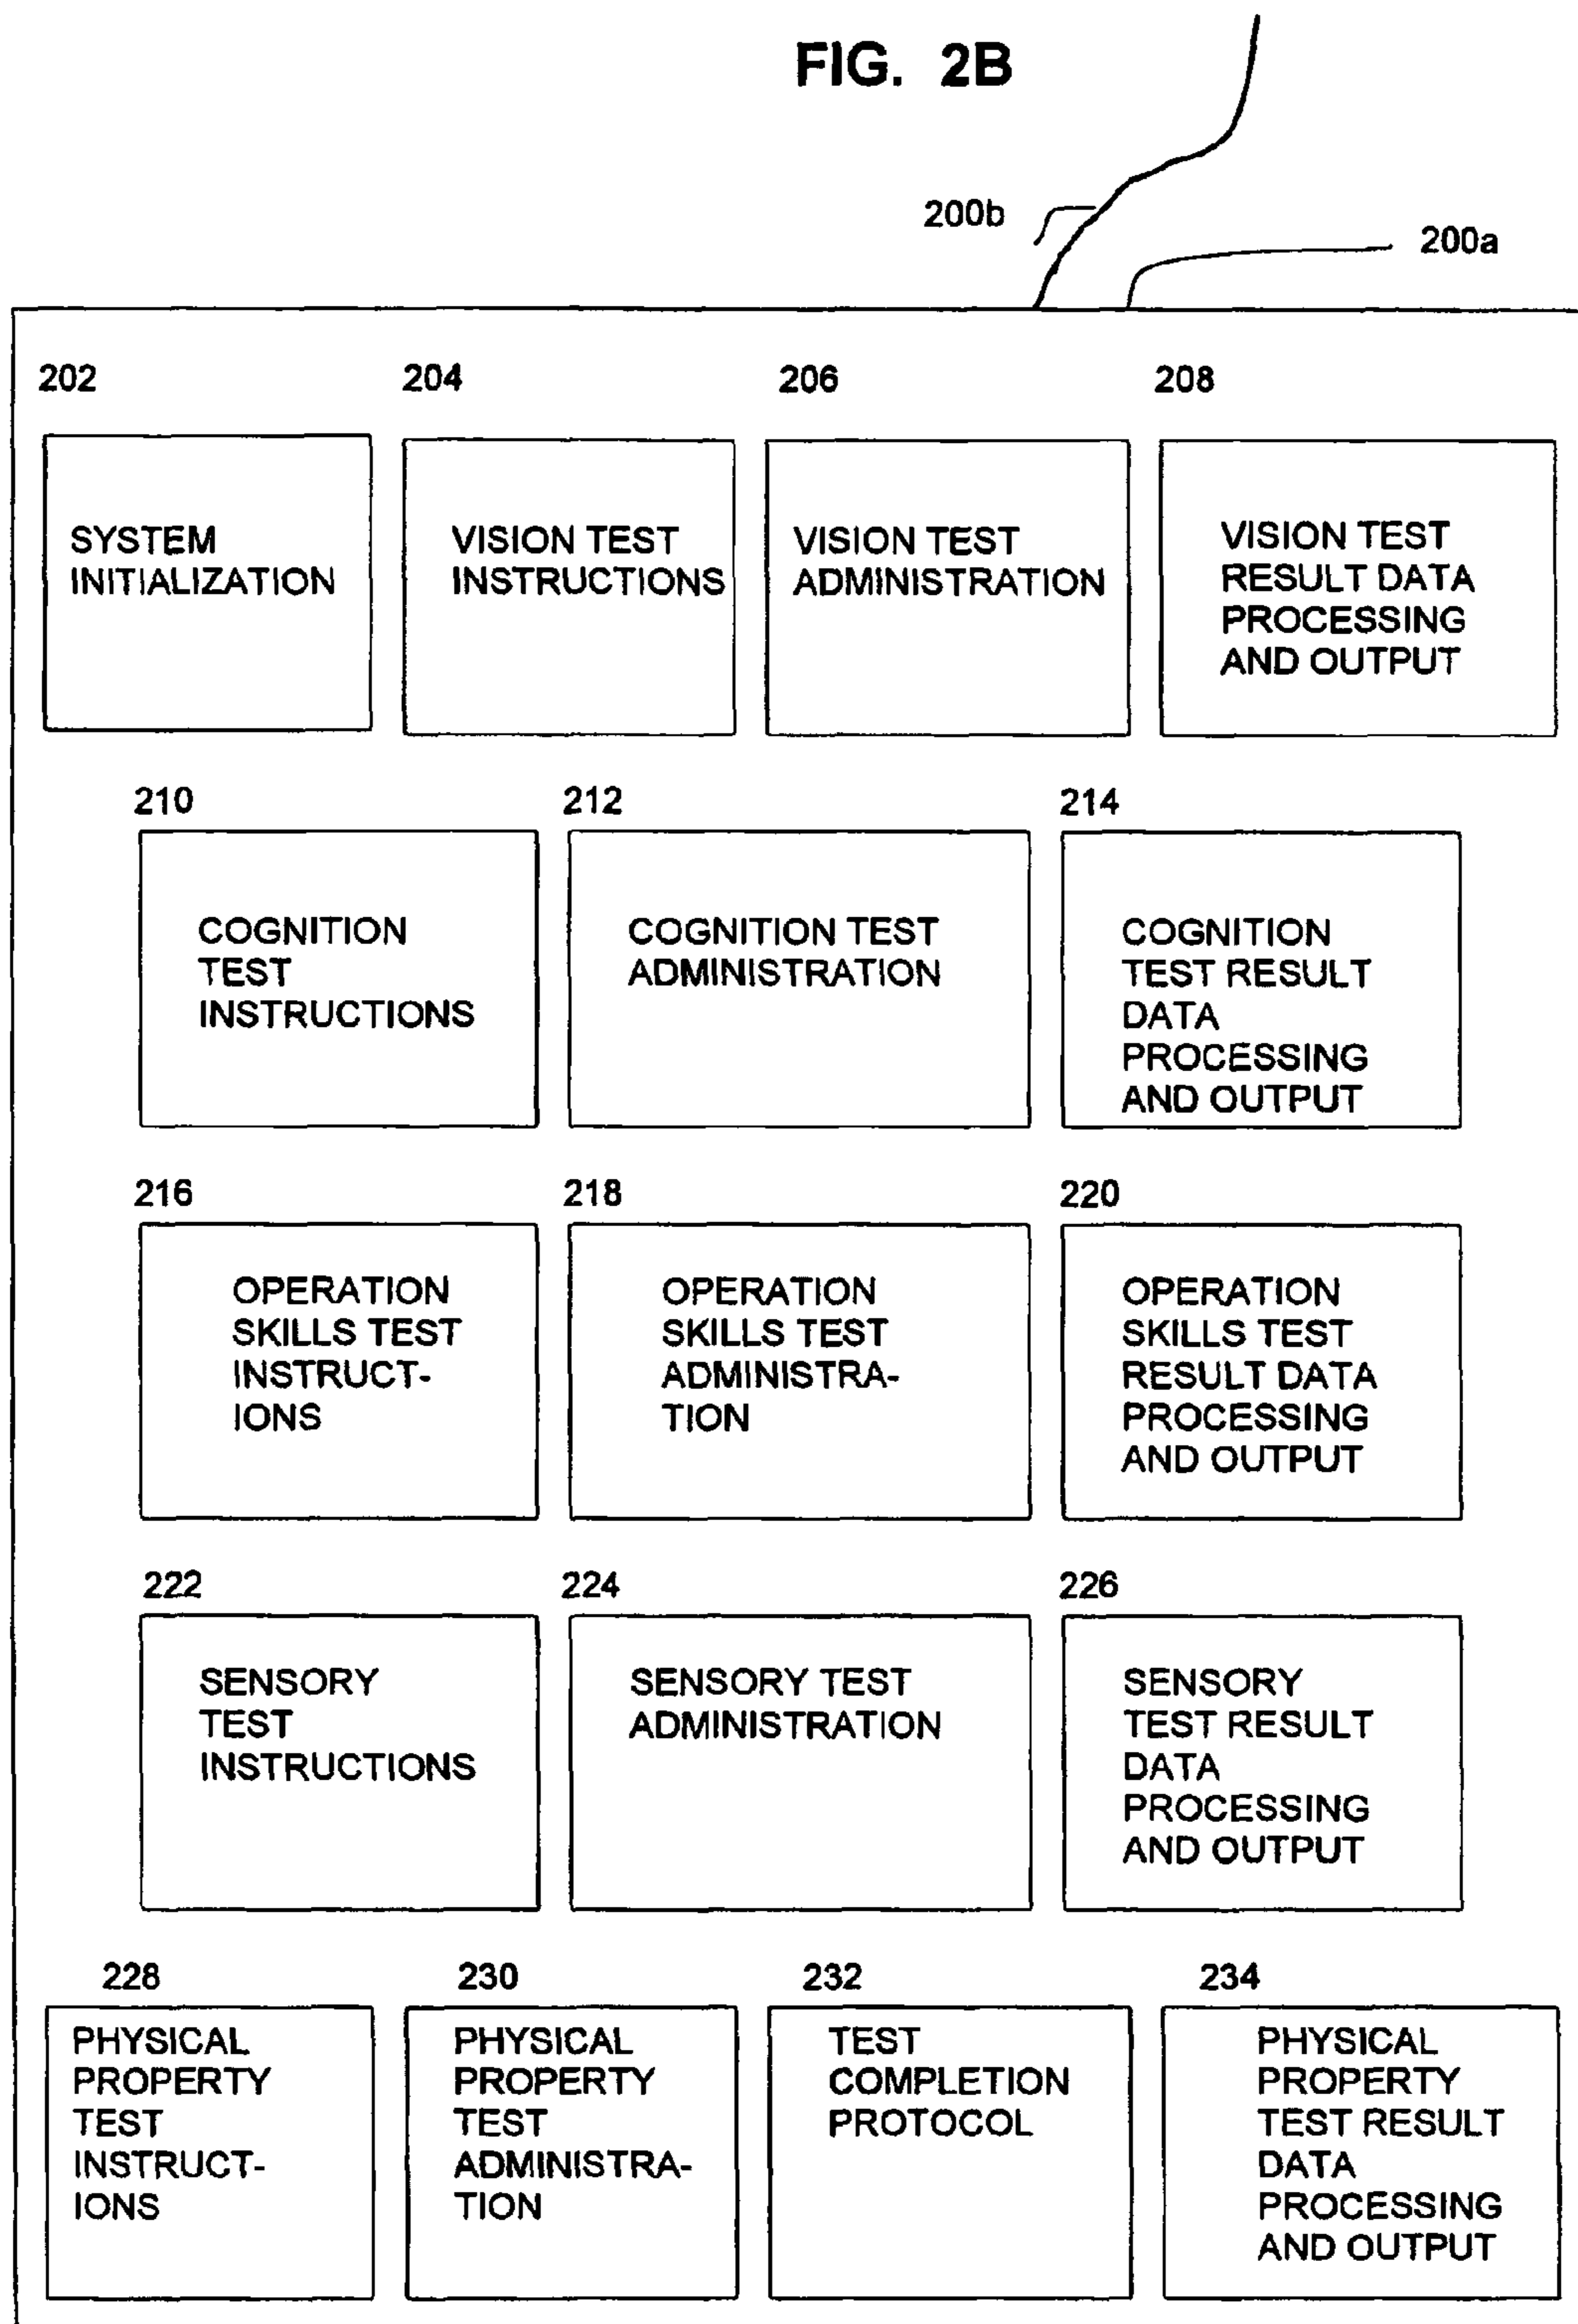 FIG. 2B
200b
200a
202
204
206
208
SYSTEM
INITIALIZATION
VISION TEST
INSTRUCTIONS
VISION TEST
ADMINISTRATION
VISION TEST
RESULT DATA
PROCESSING
AND OUTPUT
210
212
214
COGNITION
TEST
INSTRUCTIONS
COGNITION TEST
ADMINISTRATION
COGNITION
TEST RESULT
DATA
PROCESSING
AND OUTPUT
216
218
220
OPERATION
SKILLS TEST
INSTRUCT-
IONS
OPERATION
SKILLS TEST
ADMINISTRA-
TION
OPERATION
SKILLS TEST
RESULT DATA
PROCESSING
AND OUTPUT
222
224
226
SENSORY
TEST
INSTRUCTIONS
SENSORY TEST
ADMINISTRATION
SENSORY
TEST RESULT
DATA
PROCESSING
AND OUTPUT
228
230
232
234
PHYSICAL
PROPERTY
TEST
INSTRUCT-
IONS
PHYSICAL
PROPERTY
TEST
ADMINISTRA-
TION
TEST
COMPLETION
PROTOCOL
PHYSICAL
PROPERTY
TEST RESULT
DATA
PROCESSING
AND OUTPUT